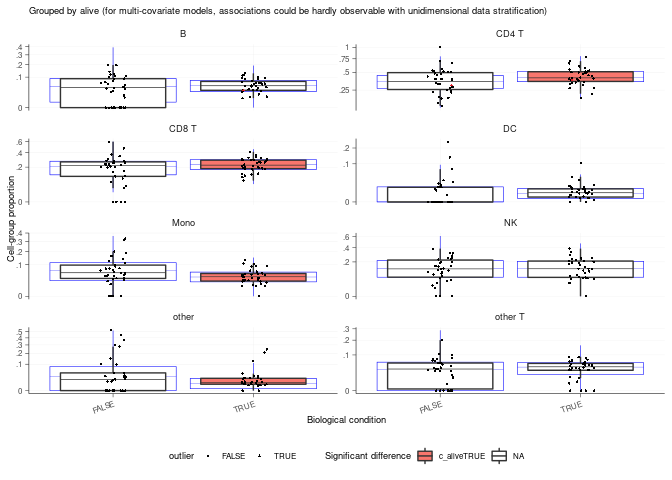 Grouped by alive (for multi-covariate models, associations could be hardly observable with unidimensional data stratification)
B
CD4 T
.4
.3
.2
.1
0
1
.75
.5
.25
CD8 T
DC
.6
.4
.2
0
.2
.1
0
Mono
NK
.4
.2
.1
0
.6
.4
.2
0
other
other T
.5
.3
.2
.1
0
.3
.2
.1
0
Cell-group proportion
FALSE
TRUE
FALSE
TRUE
Biological condition
outlier
FALSE
TRUE
Significant difference
c_aliveTRUE
NA